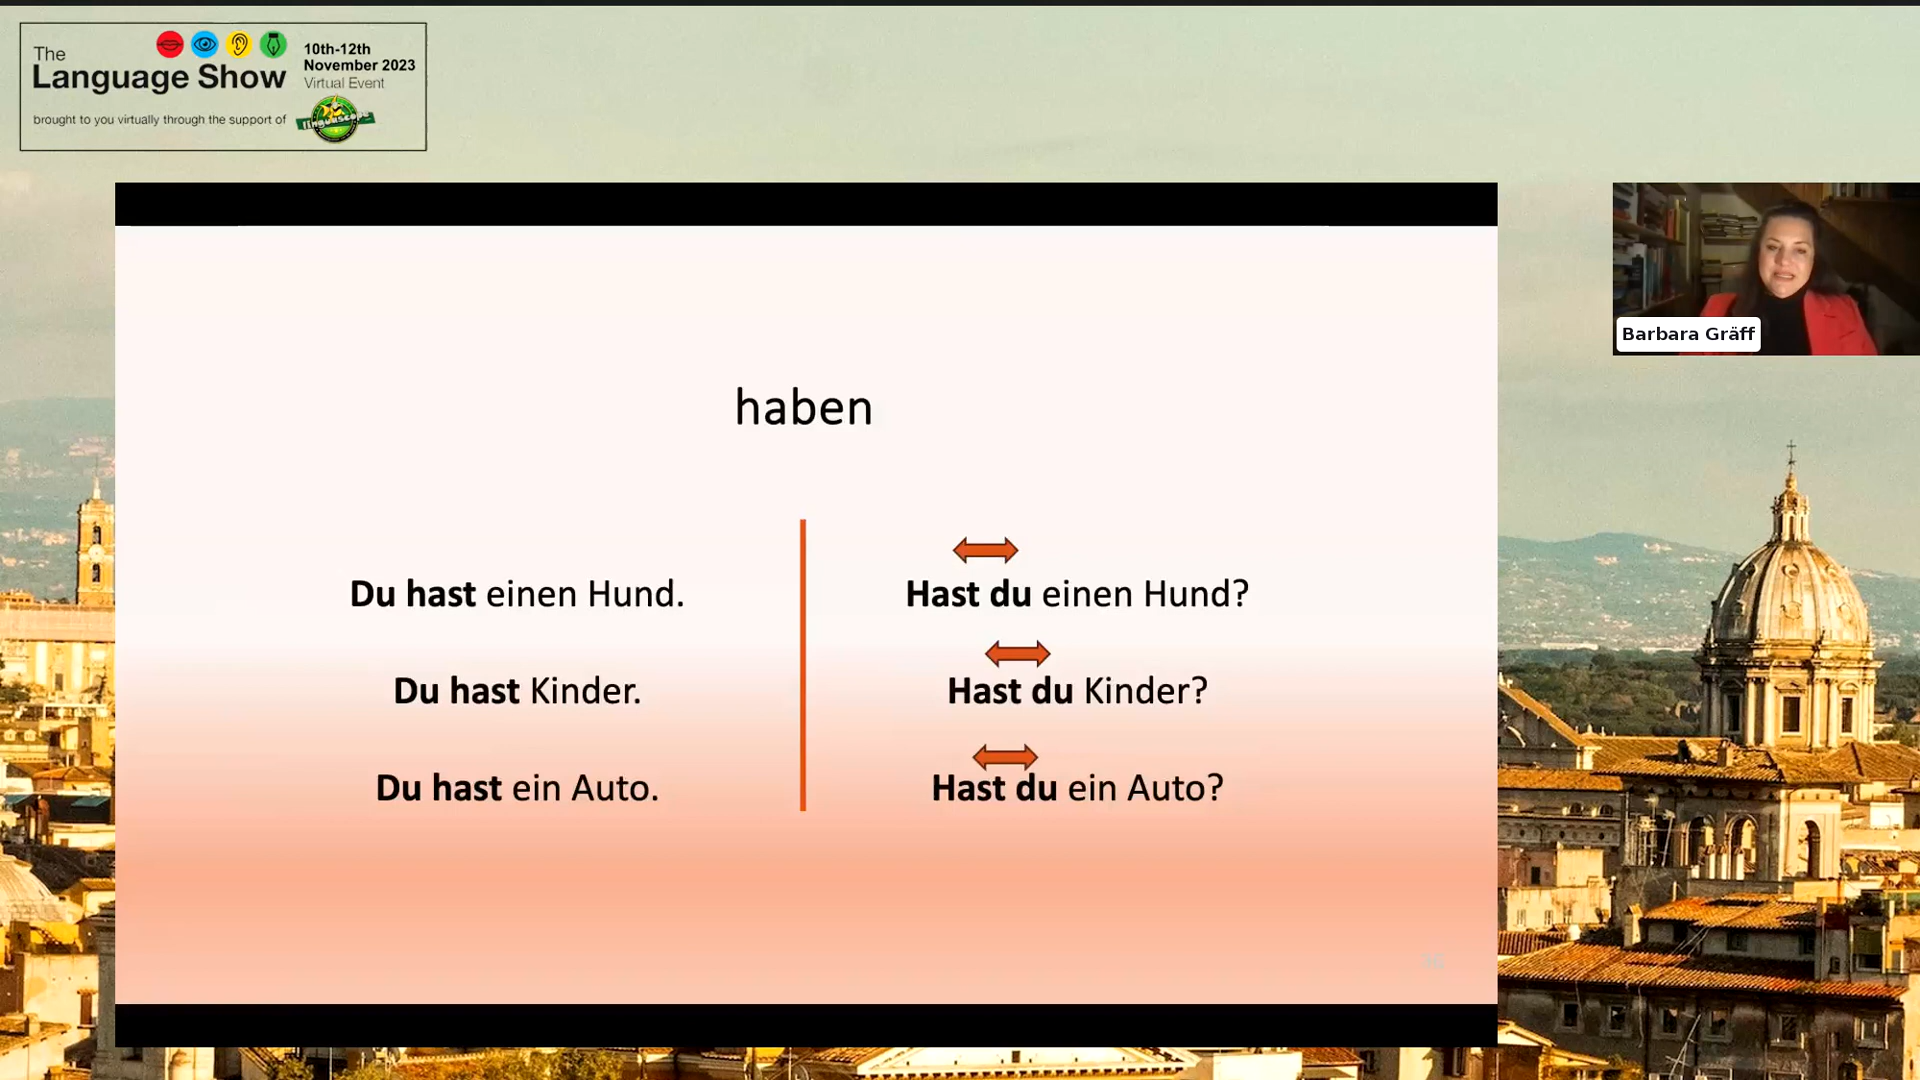 The
Language Show
10th-12th
November 2023
Virtual Event
brought to you virtually through the support of
linguascope
Barbara Gräff
haben
Du hast einen Hund.
Hast du einen Hund?
Du hast Kinder.
Hast du Kinder?
Du hast ein Auto.
Hast du ein Auto?